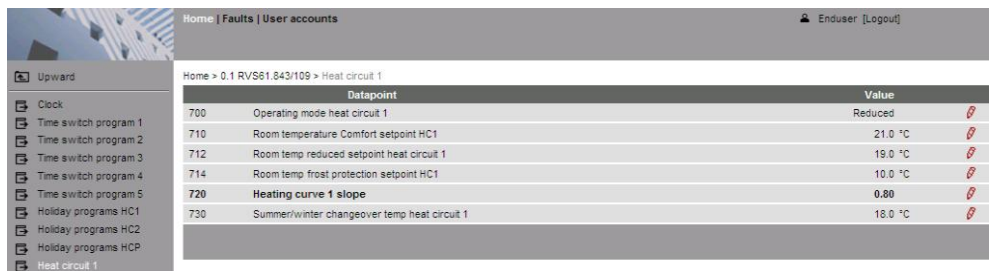 Home | Faults | User accounts
Enduser [Logout]
Upward
Clock
Time switch program 1
Time switch program 2
Time switch program 3
Time switch program 4
Time switch program 5
Holiday programs HC1
Holiday programs HC2
Holiday programs HCP
Heat circuit 1
Home > 0.1 RVS61.843/109 > Heat circuit 1
Datapoint Value
700 Operating mode heat circuit 1 Reduced
710 Room temperature Comfort setpoint HC1 21.0 °C
712 Room temp reduced setpoint heat circuit 1 19.0 °C
714 Room temp frost protection setpoint HC1 10.0 °C
720 Heating curve 1 slope 0.80
730 Summer/winter changeover temp heat circuit 1 18.0 °C